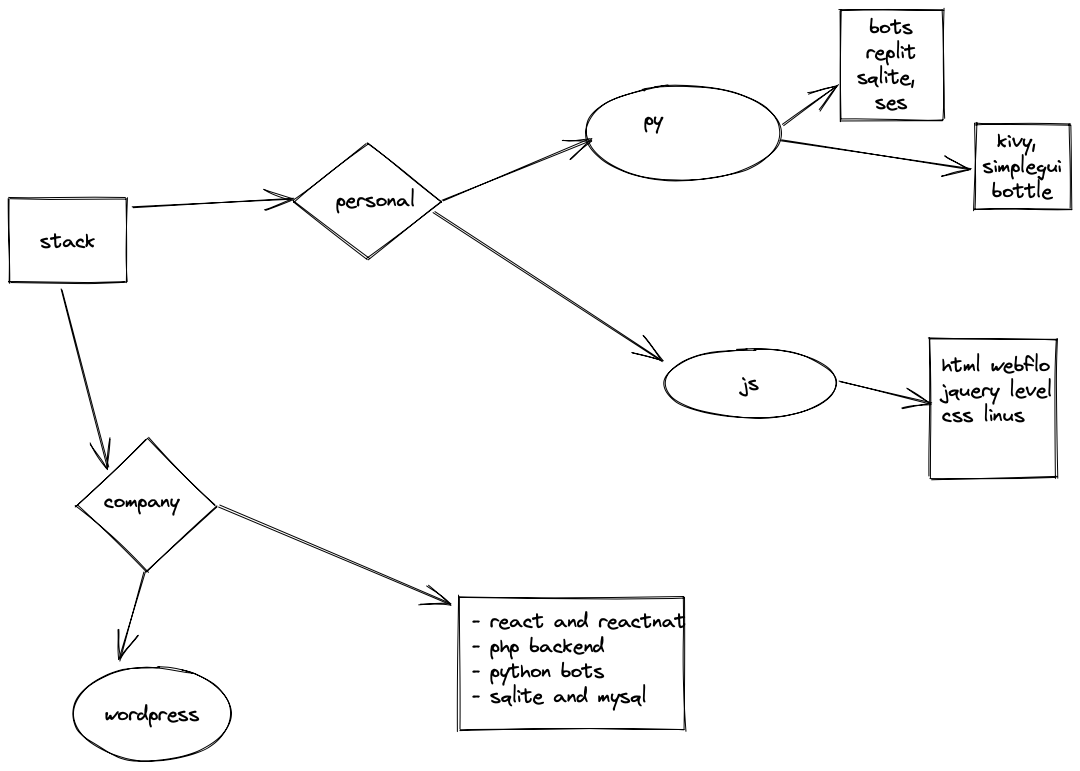 bots
replit
sqlite,
ses
py
kivy,
simplegui
bottle
personal
stack
html webflo
jquery level
css linus
js
company
- react and reactnat
- php backend
- python bots
- sqlite and mysql
wordpress